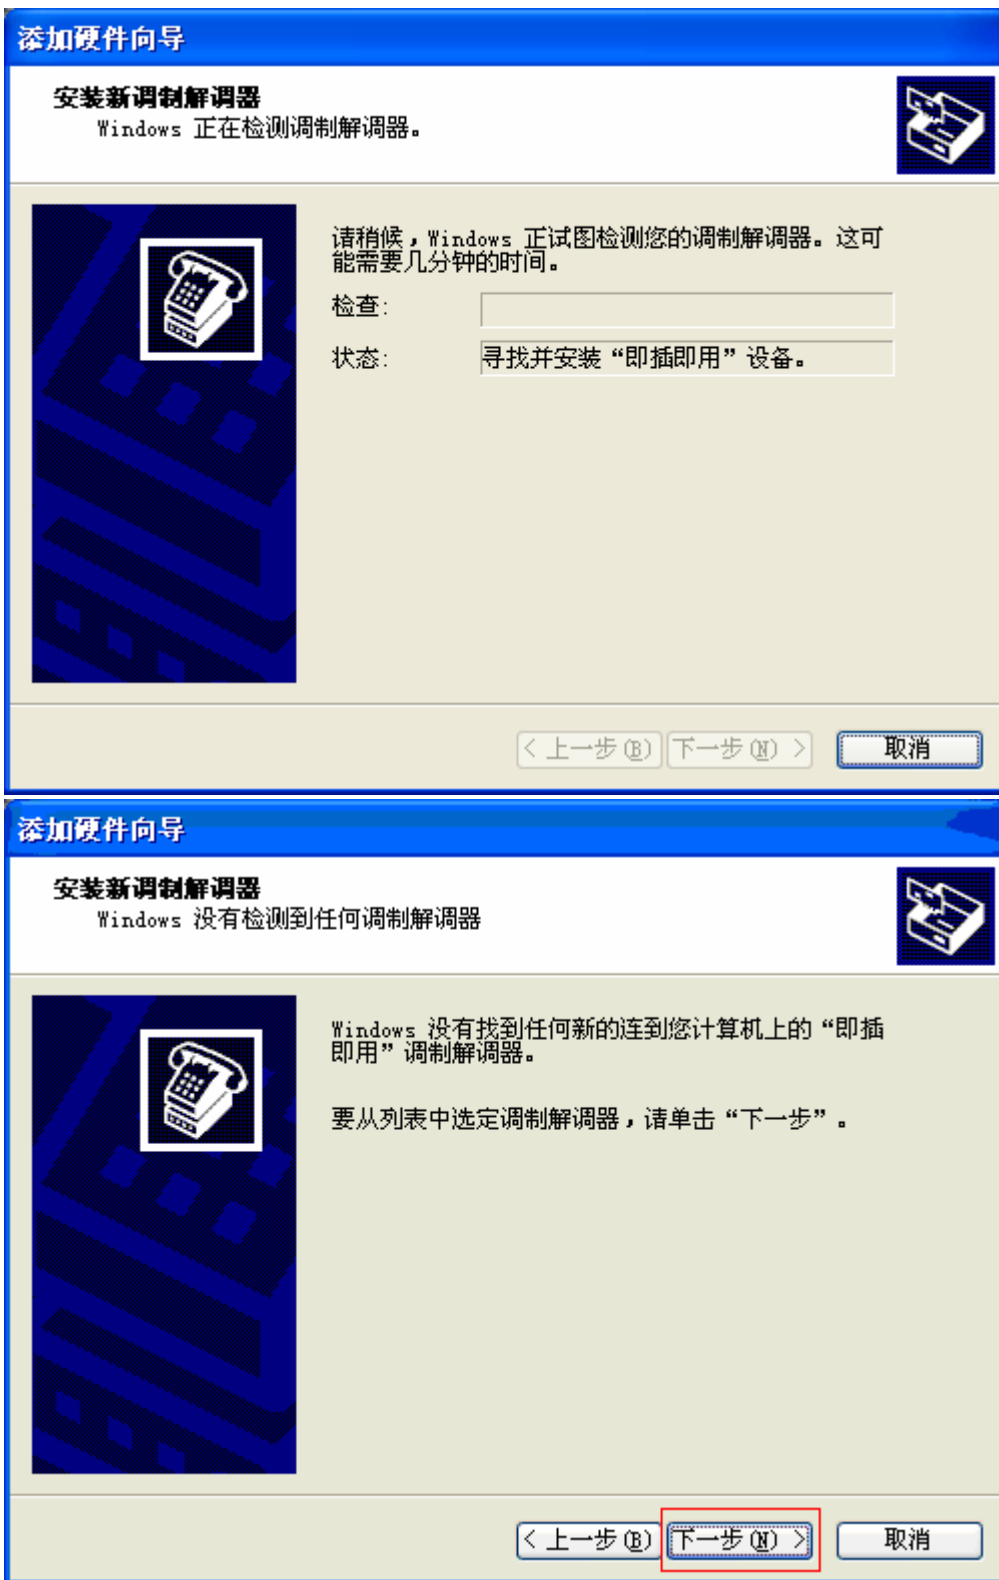 添加硬件向导
安装新调制解调器
Windows 正在检测调制解调器。
请稍候，Windows 正试图检测您的调制解调器。这可
能需要几分钟的时间。
检查:
状态: 寻找并安装“即插即用”设备。
< 上一步(B) 下一步(N) > 取消
添加硬件向导
安装新调制解调器
Windows 没有检测到任何调制解调器
Windows 没有找到任何新的连到您计算机上的“即插
即用”调制解调器。
要从列表中选定调制解调器，请单击“下一步”。
< 上一步(B) 下一步(N) > 取消